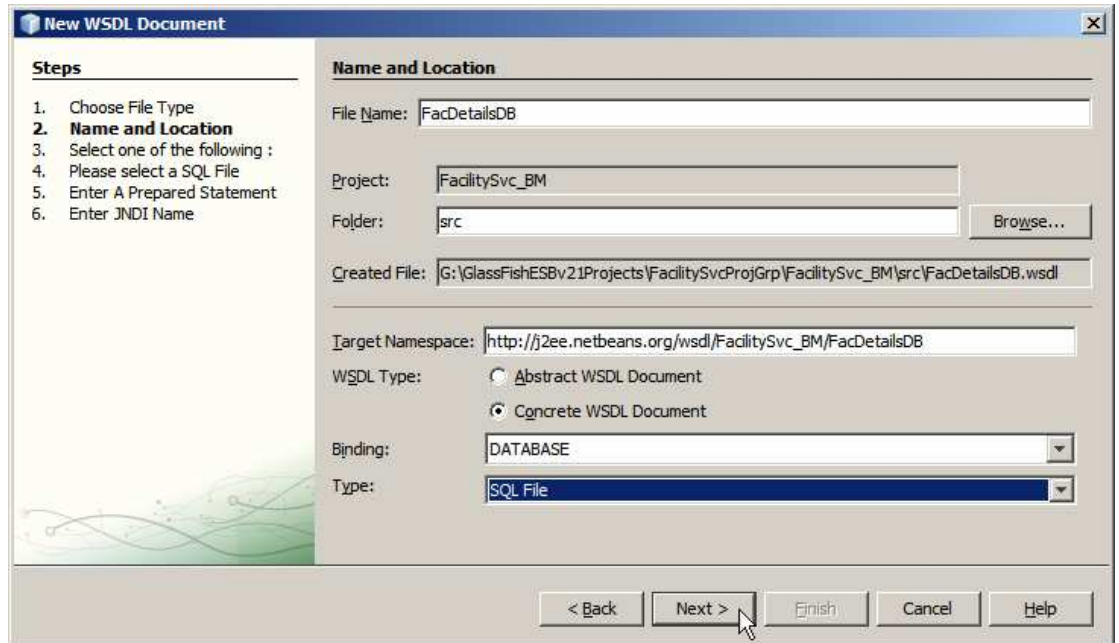 New WSDL Document
Steps
1. Choose File Type
2. Name and Location
3. Select one of the following :
4. Please select a SQL File
5. Enter A Prepared Statement
6. Enter JNDI Name
Name and Location
File Name: FacDetailsDB
Project: FacilitySvc_BM
Folder: src Browse...
Created File: G:\GlassFishESBv21Projects\FacilitySvcProjGrp\FacilitySvc_BM\src\FacDetailsDB.wsdl
Target Namespace: http://j2ee.netbeans.org/wsdl/FacilitySvc_BM/FacDetailsDB
WSDL Type: Abstract WSDL Document
Concrete WSDL Document
Binding: DATABASE
Type: SQL File
< Back Next > Finish Cancel Help